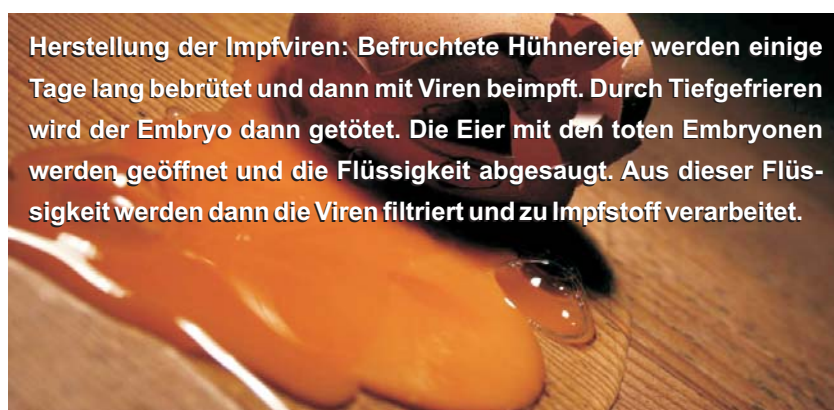 Herstellung der Impfviren: Befruchtete Hühnereier werden einige
Tage lang bebrütet und dann mit Viren beimpft. Durch Tiefgefrieren
wird der Embryo dann getötet. Die Eier mit den toten Embryonen
werden geöffnet und die Flüssigkeit abgesaugt. Aus dieser Flüs-
sigkeit werden dann die Viren filtriert und zu Impfstoff verarbeitet.